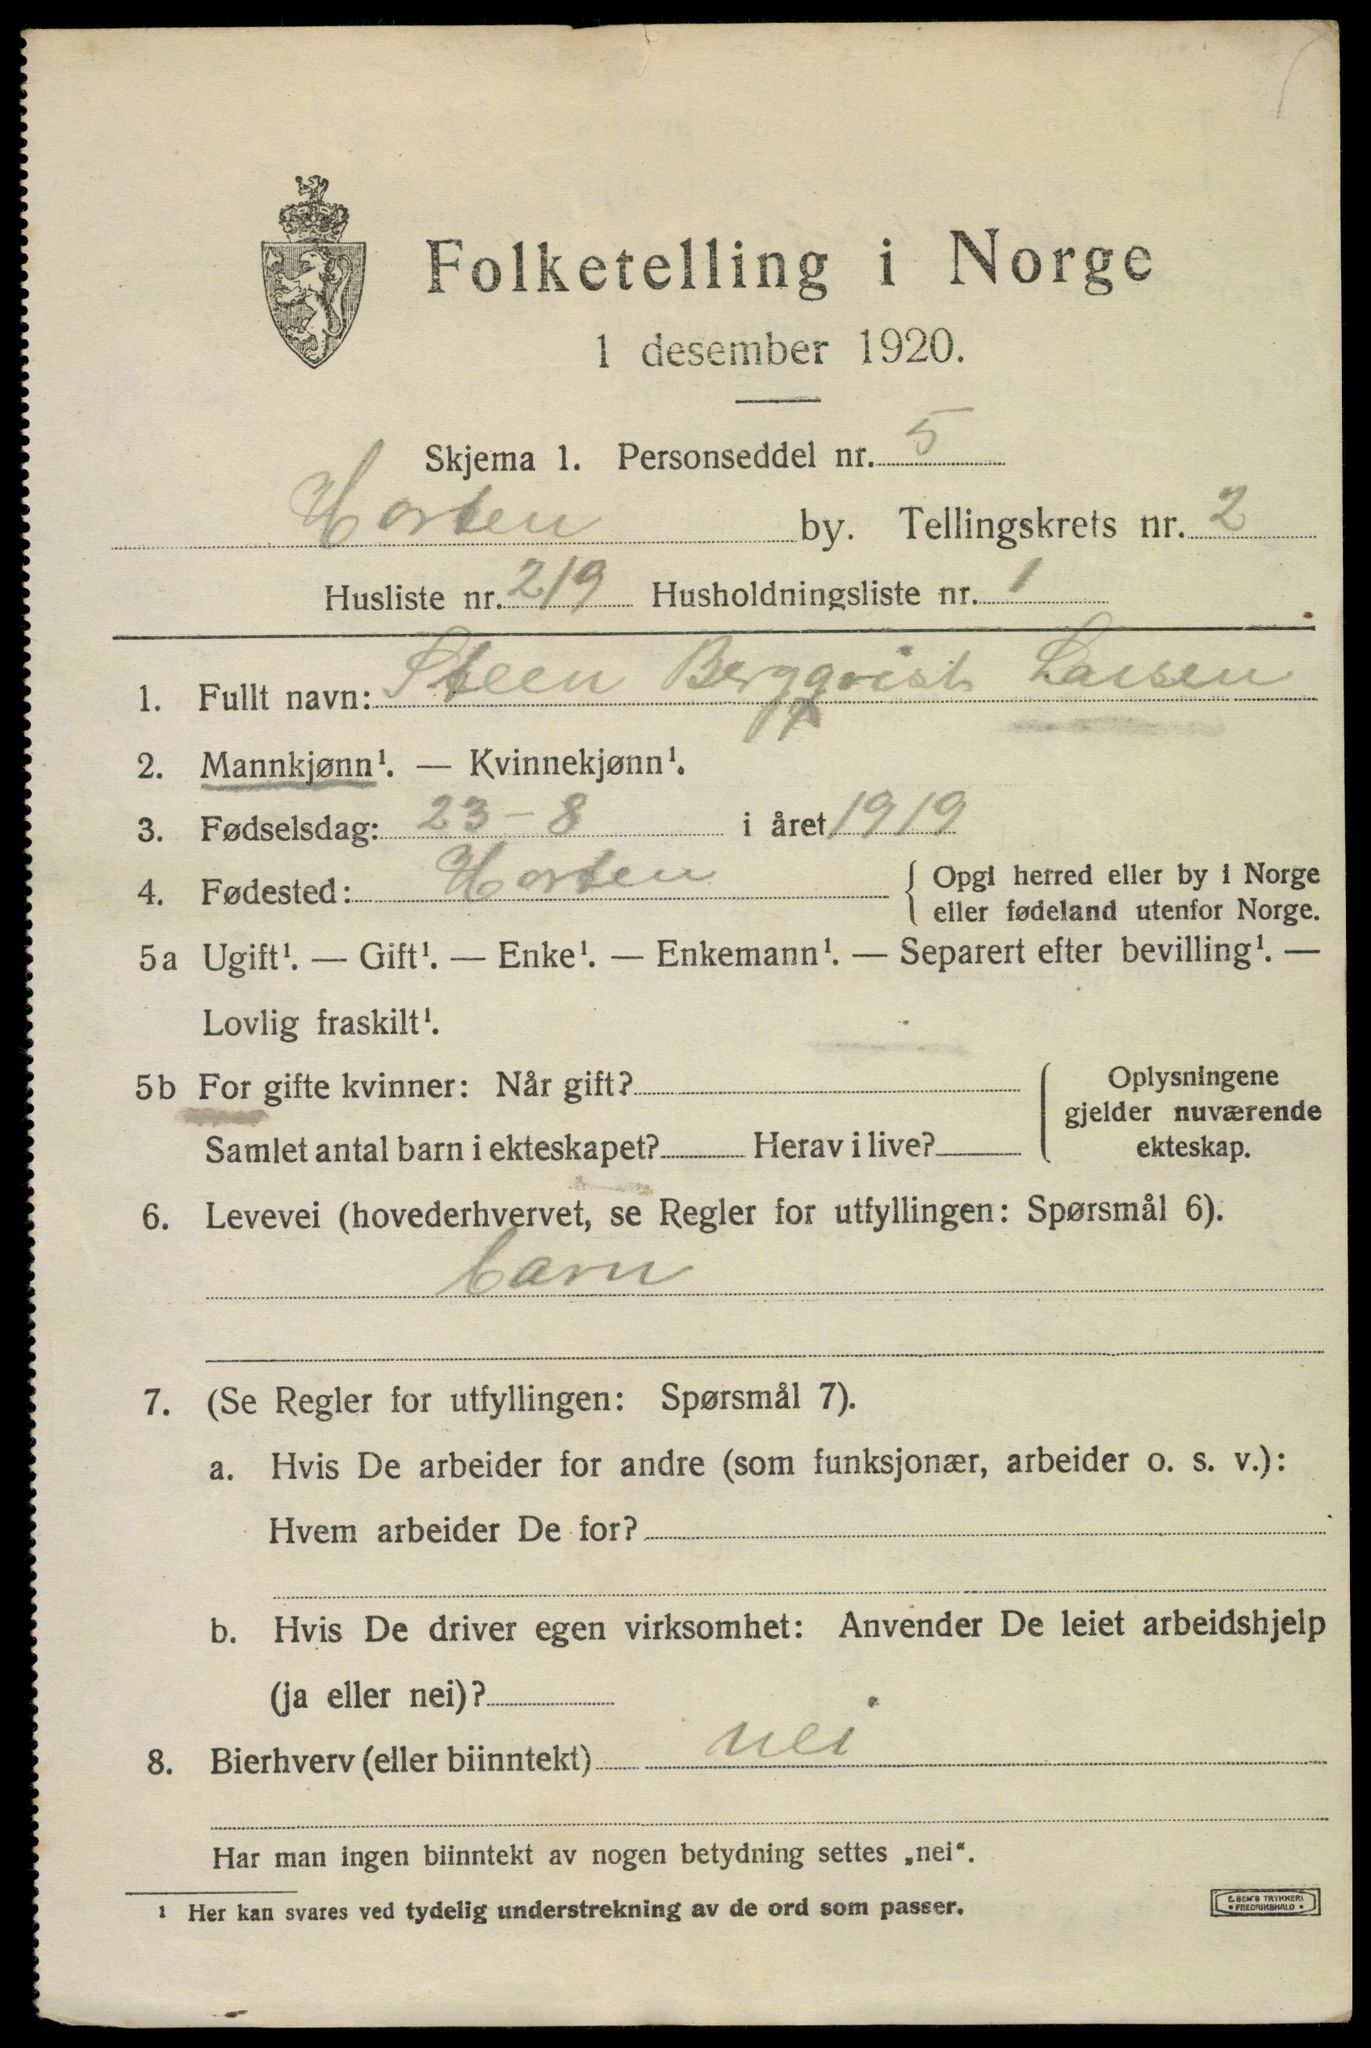 Folketelling i Norge
1 desember 1920.
Skjema 1. Personseddel nr. 5
Horten by. Tellingskrets nr. 2
Husliste nr. 219 Husholdningsliste nr. 1
1. Fullt navn: Steen Bergqvist Larsen
2. Mannkjønn¹. — Kvinnekjønn¹.
3. Fødselsdag: 23-8 i året 1919
4. Fødested: Horten { Opgi herred eller by i Norge
eller fødeland utenfor Norge.
5a Ugift¹. — Gift¹. — Enke¹. — Enkemann¹. — Separert efter bevilling¹. —
Lovlig fraskilt¹.
5b For gifte kvinner: Når gift?
Samlet antal barn i ekteskapet? Herav i live?
{ Oplysningene
gjelder nuværende
ekteskap.
6. Levevei (hovederhvervet, se Regler for utfyllingen: Spørsmål 6).
barn
7. (Se Regler for utfyllingen: Spørsmål 7).
a. Hvis De arbeider for andre (som funksjonær, arbeider o. s. v.):
Hvem arbeider De for?
b. Hvis De driver egen virksomhet: Anvender De leiet arbeidshjelp
(ja eller nei)?
8. Bierhverv (eller biinntekt) nei
Har man ingen biinntekt av nogen betydning settes „nei“.
¹ Her kan svares ved tydelig understrekning av de ord som passer.
E. SEM'S TRYKKERI
• FREDRIKSHALD •